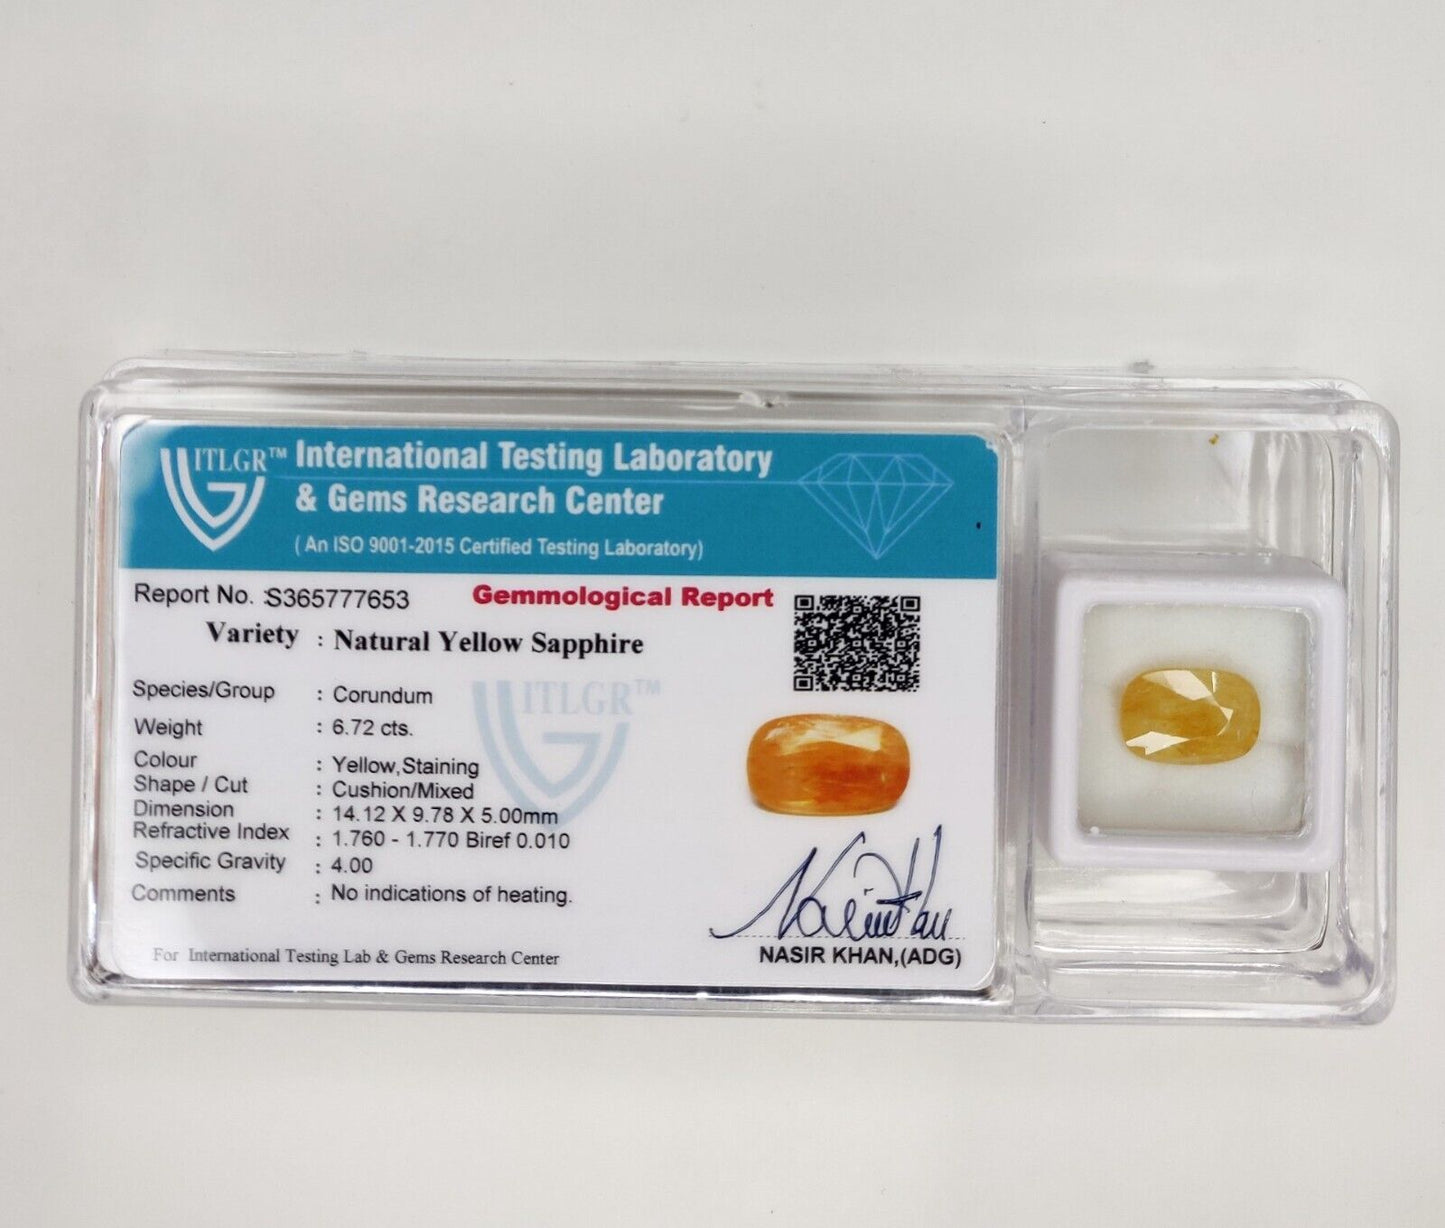 ITLGR™
International Testing Laboratory
& Gems Research Center
( An ISO 9001-2015 Certified Testing Laboratory)
Report No. :S365777653
Gemmological Report
Variety : Natural Yellow Sapphire
ITLGR™
Species/Group : Corundum
Weight : 6.72 cts.
Colour : Yellow,Staining
Shape / Cut : Cushion/Mixed
Dimension : 14.12 X 9.78 X 5.00mm
Refractive Index : 1.760 - 1.770 Biref 0.010
Specific Gravity : 4.00
Comments : No indications of heating.
For International Testing Lab & Gems Research Center
NASIR KHAN,(ADG)